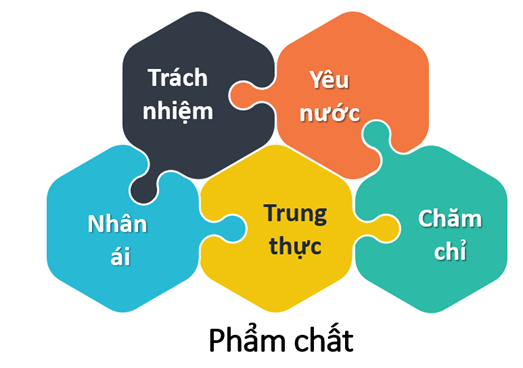 Trách
nhiệm
Yêu
nước
Nhân
ái
Trung
thực
Chăm
chỉ
Phẩm chất